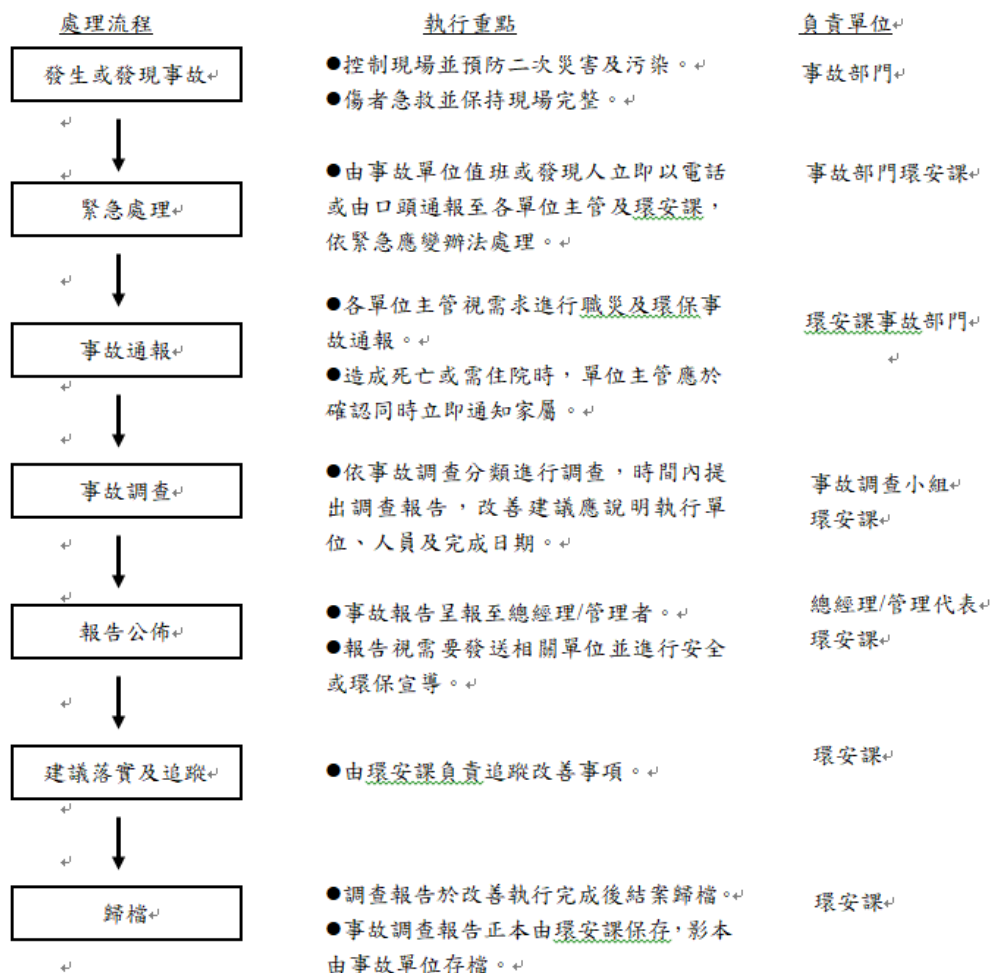 處理流程
執行重點
負責單位
發生或發現事故
●控制現場並預防二次災害及污染。
●傷者急救並保持現場完整。
事故部門
緊急處理
●由事故單位值班或發現人立即以電話
或由口頭通報至各單位主管及環安課，
依緊急應變辦法處理。
事故部門環安課
事故通報
●各單位主管視需求進行職災及環保事
故通報。
●造成死亡或需住院時，單位主管應於
確認同時立即通知家屬。
環安課事故部門
事故調查
●依事故調查分類進行調查，時間內提
出調查報告，改善建議應說明執行單
位、人員及完成日期。
事故調查小組
環安課
報告公佈
●事故報告呈報至總經理/管理者。
●報告視需要發送相關單位並進行安全
或環保宣導。
總經理/管理代表
環安課
建議落實及追蹤
●由環安課負責追蹤改善事項。
環安課
歸檔
●調查報告於改善執行完成後結案歸檔。
●事故調查報告正本由環安課保存，影本
由事故單位存檔。
環安課